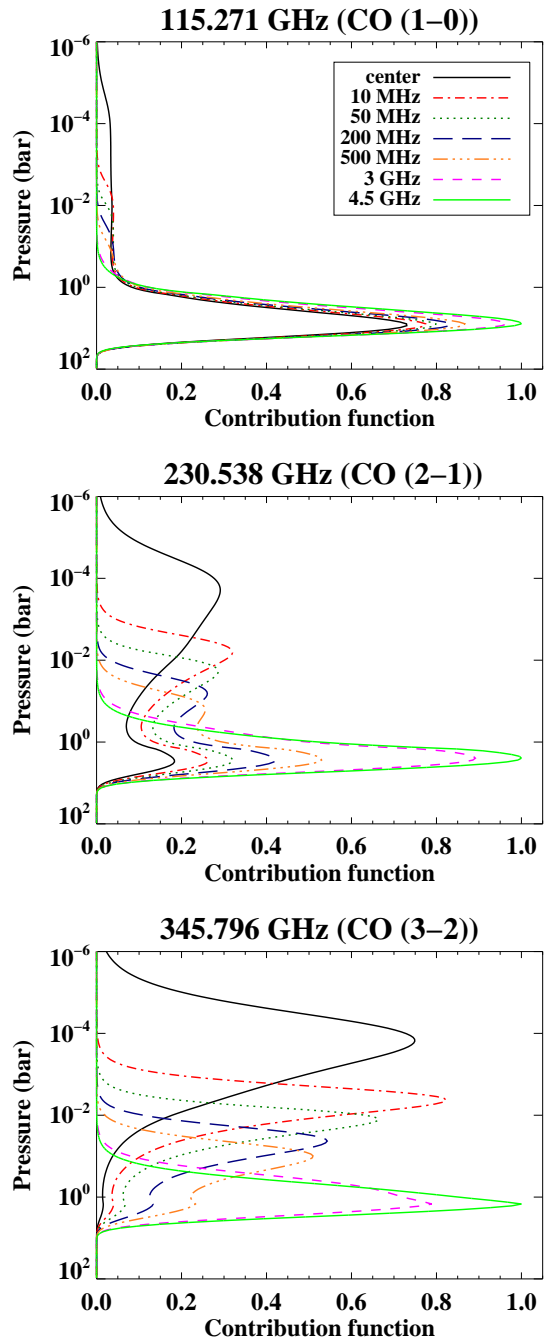 115.271 GHz (CO (1−0))
10⁻⁶
10⁻⁴
10⁻²
10⁰
10²
Pressure (bar)
center
10 MHz
50 MHz
200 MHz
500 MHz
3 GHz
4.5 GHz
0.0 0.2 0.4 0.6 0.8 1.0
Contribution function
230.538 GHz (CO (2−1))
10⁻⁶
10⁻⁴
10⁻²
10⁰
10²
Pressure (bar)
0.0 0.2 0.4 0.6 0.8 1.0
Contribution function
345.796 GHz (CO (3−2))
10⁻⁶
10⁻⁴
10⁻²
10⁰
10²
Pressure (bar)
0.0 0.2 0.4 0.6 0.8 1.0
Contribution function